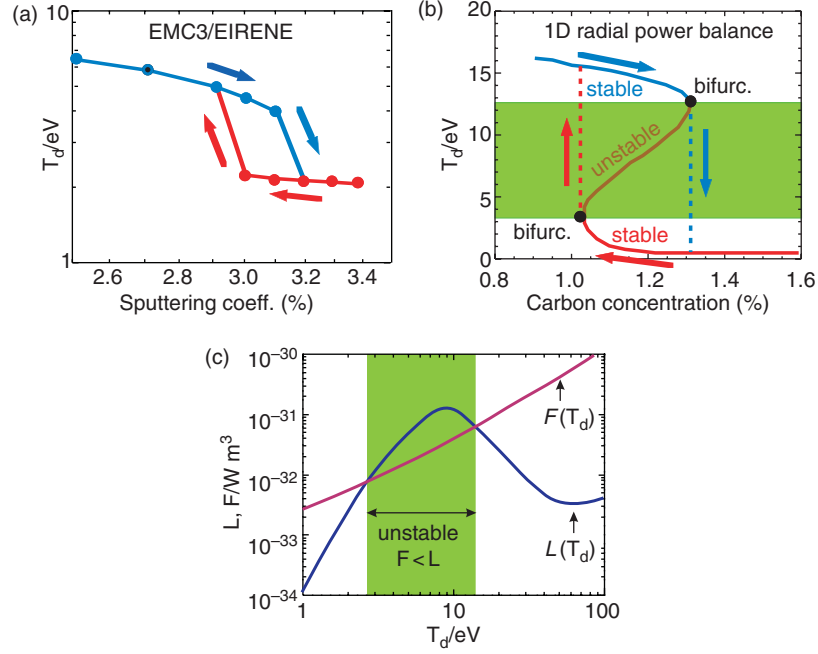 (a)
EMC3/EIRENE
10
1
T_d/eV
2.6 2.8 3.0 3.2 3.4
Sputtering coeff. (%)
(b)
1D radial power balance
20
15
10
5
0
T_d/eV
stable
bifurc.
unstable
bifurc.
stable
0.8 1.0 1.2 1.4 1.6
Carbon concentration (%)
(c)
10⁻³⁰
10⁻³¹
10⁻³²
10⁻³³
10⁻³⁴
L, F/W m³
F(T_d)
unstable
F < L
L(T_d)
1 10 100
T_d/eV